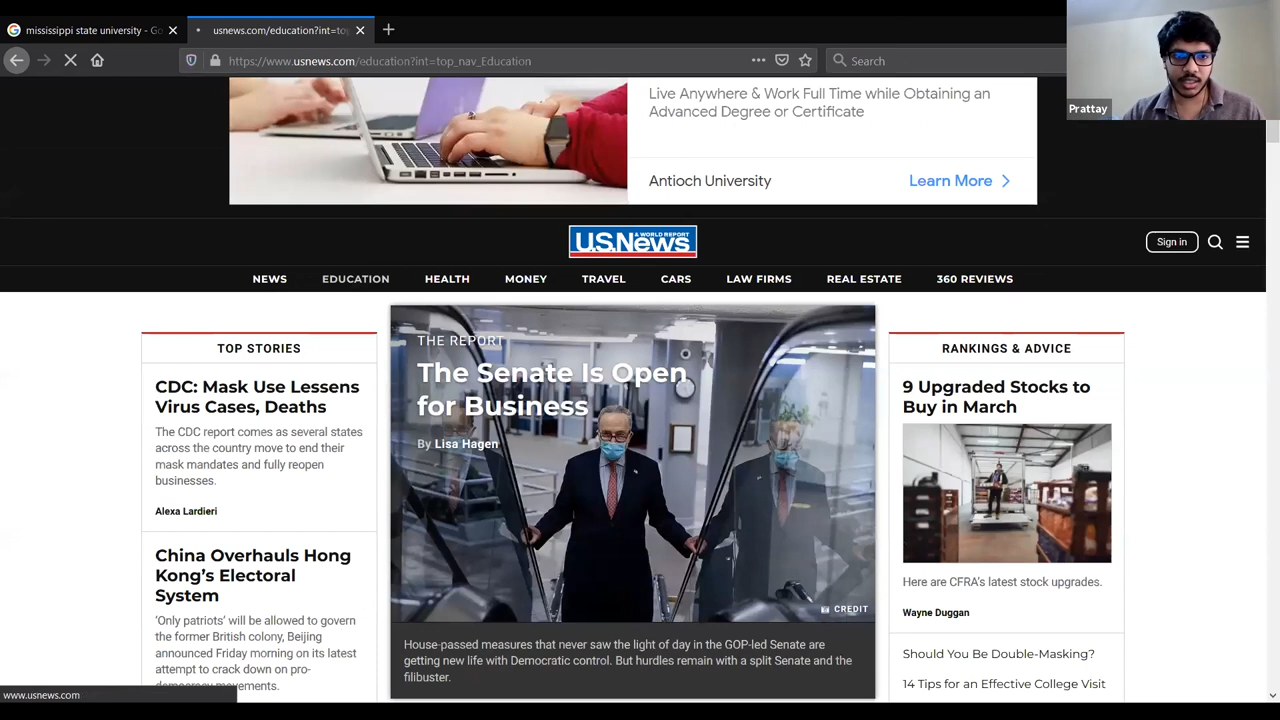 mississippi state university - Go
usnews.com/education?int=to
https://www.usnews.com/education?int=top_nav_Education
Search
Prattay
Live Anywhere & Work Full Time while Obtaining an
Advanced Degree or Certificate
Antioch University
Learn More
U.S.News
& WORLD REPORT
Sign in
NEWS
EDUCATION
HEALTH
MONEY
TRAVEL
CARS
LAW FIRMS
REAL ESTATE
360 REVIEWS
TOP STORIES
CDC: Mask Use Lessens
Virus Cases, Deaths
The CDC report comes as several states
across the country move to end their
mask mandates and fully reopen
businesses.
Alexa Lardieri
China Overhauls Hong
Kong’s Electoral
System
‘Only patriots’ will be allowed to govern
the former British colony, Beijing
announced Friday morning on its latest
attempt to crack down on pro-
democracy movements.
THE REPORT
The Senate Is Open
for Business
By Lisa Hagen
CREDIT
House-passed measures that never saw the light of day in the GOP-led Senate are
getting new life with Democratic control. But hurdles remain with a split Senate and the
filibuster.
RANKINGS & ADVICE
9 Upgraded Stocks to
Buy in March
Here are CFRA's latest stock upgrades.
Wayne Duggan
Should You Be Double-Masking?
14 Tips for an Effective College Visit
www.usnews.com